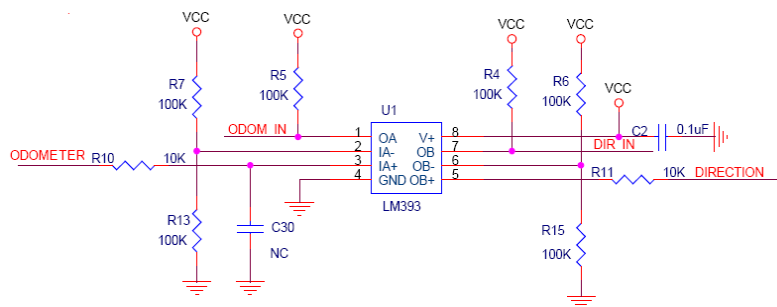 VCC VCC VCC VCC
R7 100K
R5 100K
R4 100K
R6 100K
VCC
U1
C2 0.1uF
ODOM_IN 1 OA V+ 8
2 IA- OB 7 DIR_IN
ODOMETER R10 10K 3 IA+ OB- 6
4 GND OB+ 5 R11 10K DIRECTION
LM393
R13 100K
C30 NC
R15 100K